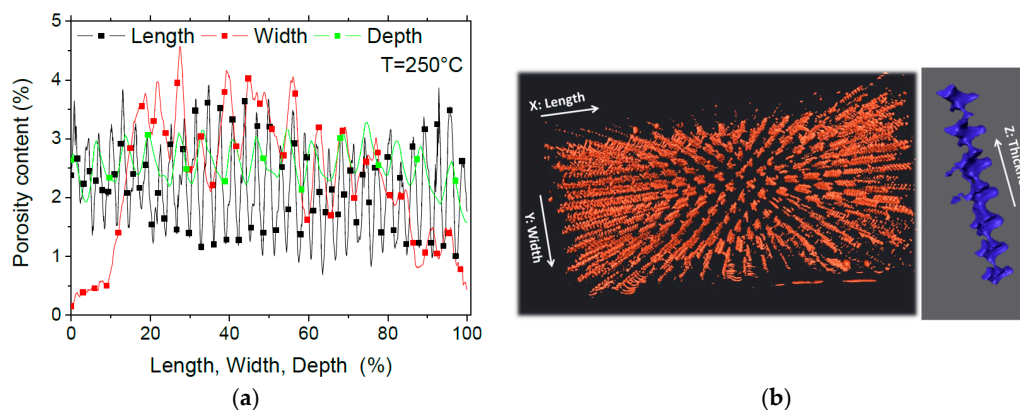 Length Width Depth
T=250°C
Porosity content (%)
5
4
3
2
1
0
0 20 40 60 80 100
Length, Width, Depth (%)
X: Length
Y: Width
Z:
(a) (b)